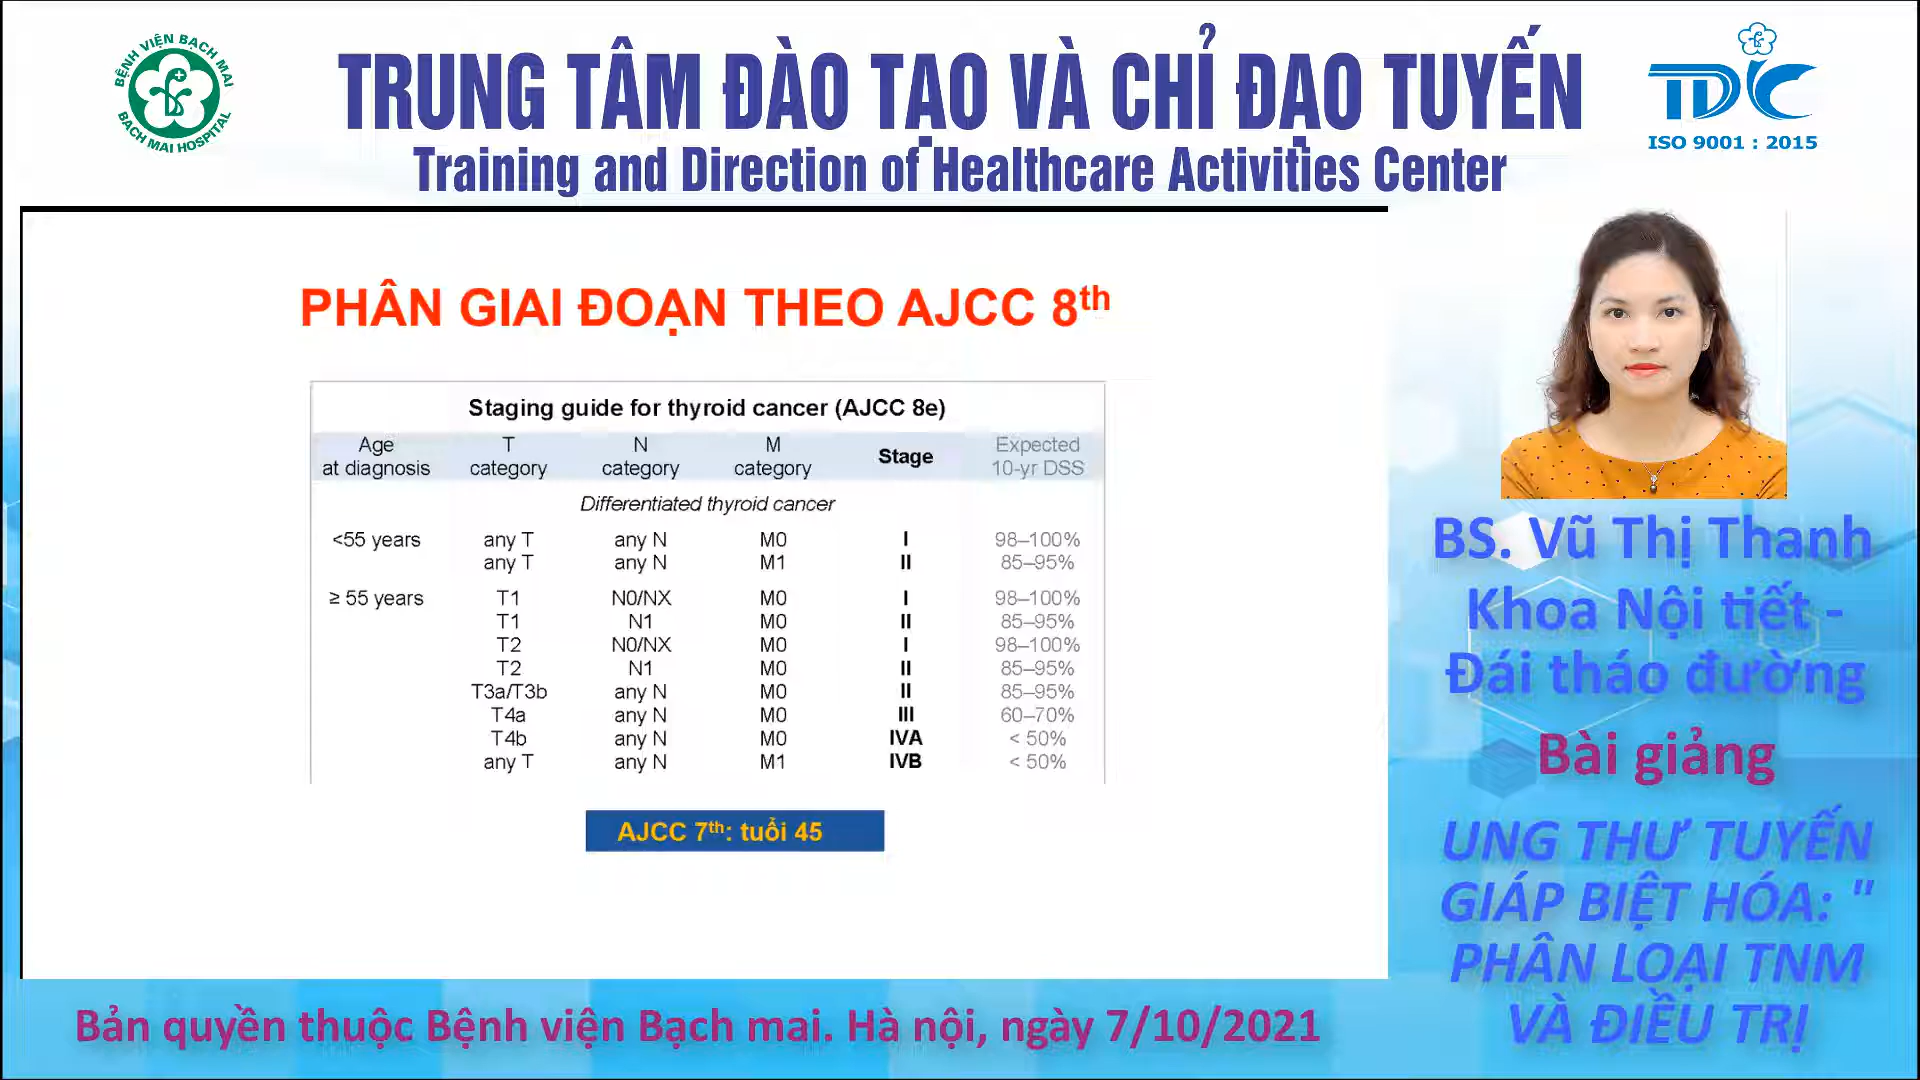 BỆNH VIỆN BẠCH MAI
BACH MAI HOSPITAL
TRUNG TÂM ĐÀO TẠO VÀ CHỈ ĐẠO TUYẾN
Training and Direction of Healthcare Activities Center
TDC
ISO 9001 : 2015
PHÂN GIAI ĐOẠN THEO AJCC 8th
Staging guide for thyroid cancer (AJCC 8e)
Age at diagnosis T category N category M category Stage Expected 10-yr DSS
Differentiated thyroid cancer
<55 years any T any N M0 I 98–100%
any T any N M1 II 85–95%
≥ 55 years T1 N0/NX M0 I 98–100%
T1 N1 M0 II 85–95%
T2 N0/NX M0 I 98–100%
T2 N1 M0 II 85–95%
T3a/T3b any N M0 II 85–95%
T4a any N M0 III 60–70%
T4b any N M0 IVA < 50%
any T any N M1 IVB < 50%
AJCC 7th: tuổi 45
BS. Vũ Thị Thanh
Khoa Nội tiết -
Đái tháo đường
Bài giảng
UNG THƯ TUYẾN
GIÁP BIỆT HÓA: "
PHÂN LOẠI TNM
VÀ ĐIỀU TRỊ
Bản quyền thuộc Bệnh viện Bạch mai. Hà nội, ngày 7/10/2021